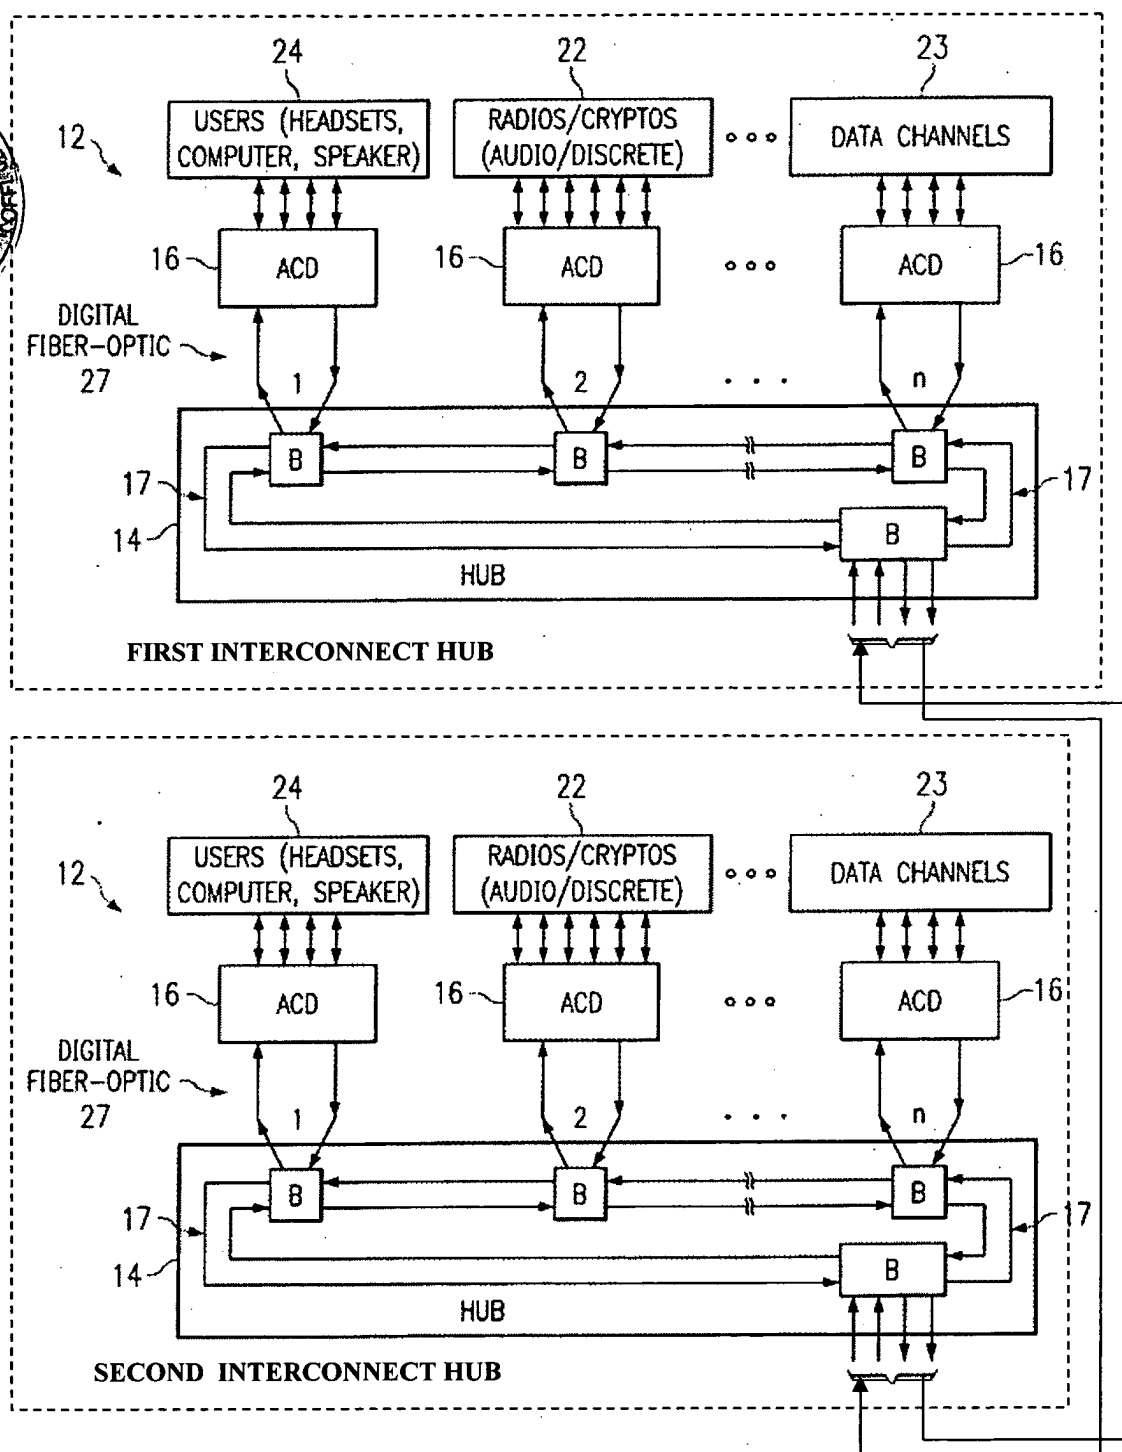 24
22
23
12
USERS (HEADSETS,
COMPUTER, SPEAKER)
RADIOS/CRYPTOS
(AUDIO/DISCRETE)
DATA CHANNELS
16
ACD
16
ACD
ACD
16
DIGITAL
FIBER-OPTIC
27
1
2
n
B
B
B
17
17
14
B
HUB
FIRST INTERCONNECT HUB
24
22
23
12
USERS (HEADSETS,
COMPUTER, SPEAKER)
RADIOS/CRYPTOS
(AUDIO/DISCRETE)
DATA CHANNELS
16
ACD
16
ACD
ACD
16
DIGITAL
FIBER-OPTIC
27
1
2
n
B
B
B
17
17
14
B
HUB
SECOND INTERCONNECT HUB